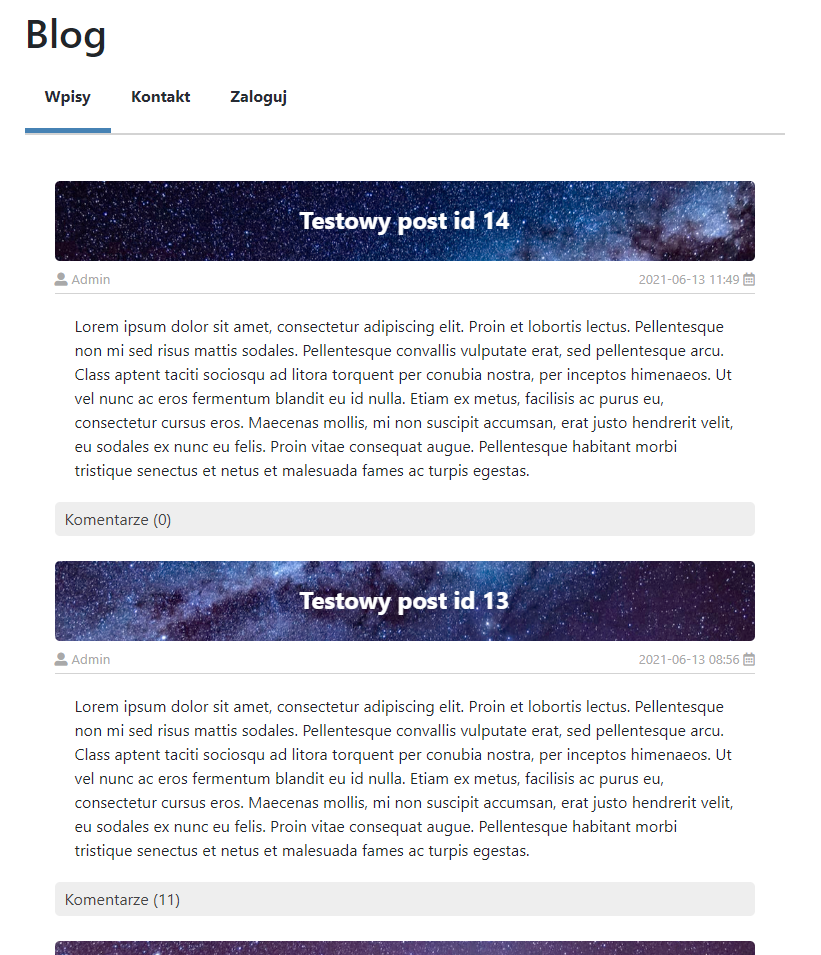 Blog
Wpisy Kontakt Zaloguj
Testowy post id 14
Admin 2021-06-13 11:49
Lorem ipsum dolor sit amet, consectetur adipiscing elit. Proin et lobortis lectus. Pellentesque
non mi sed risus mattis sodales. Pellentesque convallis vulputate erat, sed pellentesque arcu.
Class aptent taciti sociosqu ad litora torquent per conubia nostra, per inceptos himenaeos. Ut
vel nunc ac eros fermentum blandit eu id nulla. Etiam ex metus, facilisis ac purus eu,
consectetur cursus eros. Maecenas mollis, mi non suscipit accumsan, erat justo hendrerit velit,
eu sodales ex nunc eu felis. Proin vitae consequat augue. Pellentesque habitant morbi
tristique senectus et netus et malesuada fames ac turpis egestas.
Komentarze (0)
Testowy post id 13
Admin 2021-06-13 08:56
Lorem ipsum dolor sit amet, consectetur adipiscing elit. Proin et lobortis lectus. Pellentesque
non mi sed risus mattis sodales. Pellentesque convallis vulputate erat, sed pellentesque arcu.
Class aptent taciti sociosqu ad litora torquent per conubia nostra, per inceptos himenaeos. Ut
vel nunc ac eros fermentum blandit eu id nulla. Etiam ex metus, facilisis ac purus eu,
consectetur cursus eros. Maecenas mollis, mi non suscipit accumsan, erat justo hendrerit velit,
eu sodales ex nunc eu felis. Proin vitae consequat augue. Pellentesque habitant morbi
tristique senectus et netus et malesuada fames ac turpis egestas.
Komentarze (11)